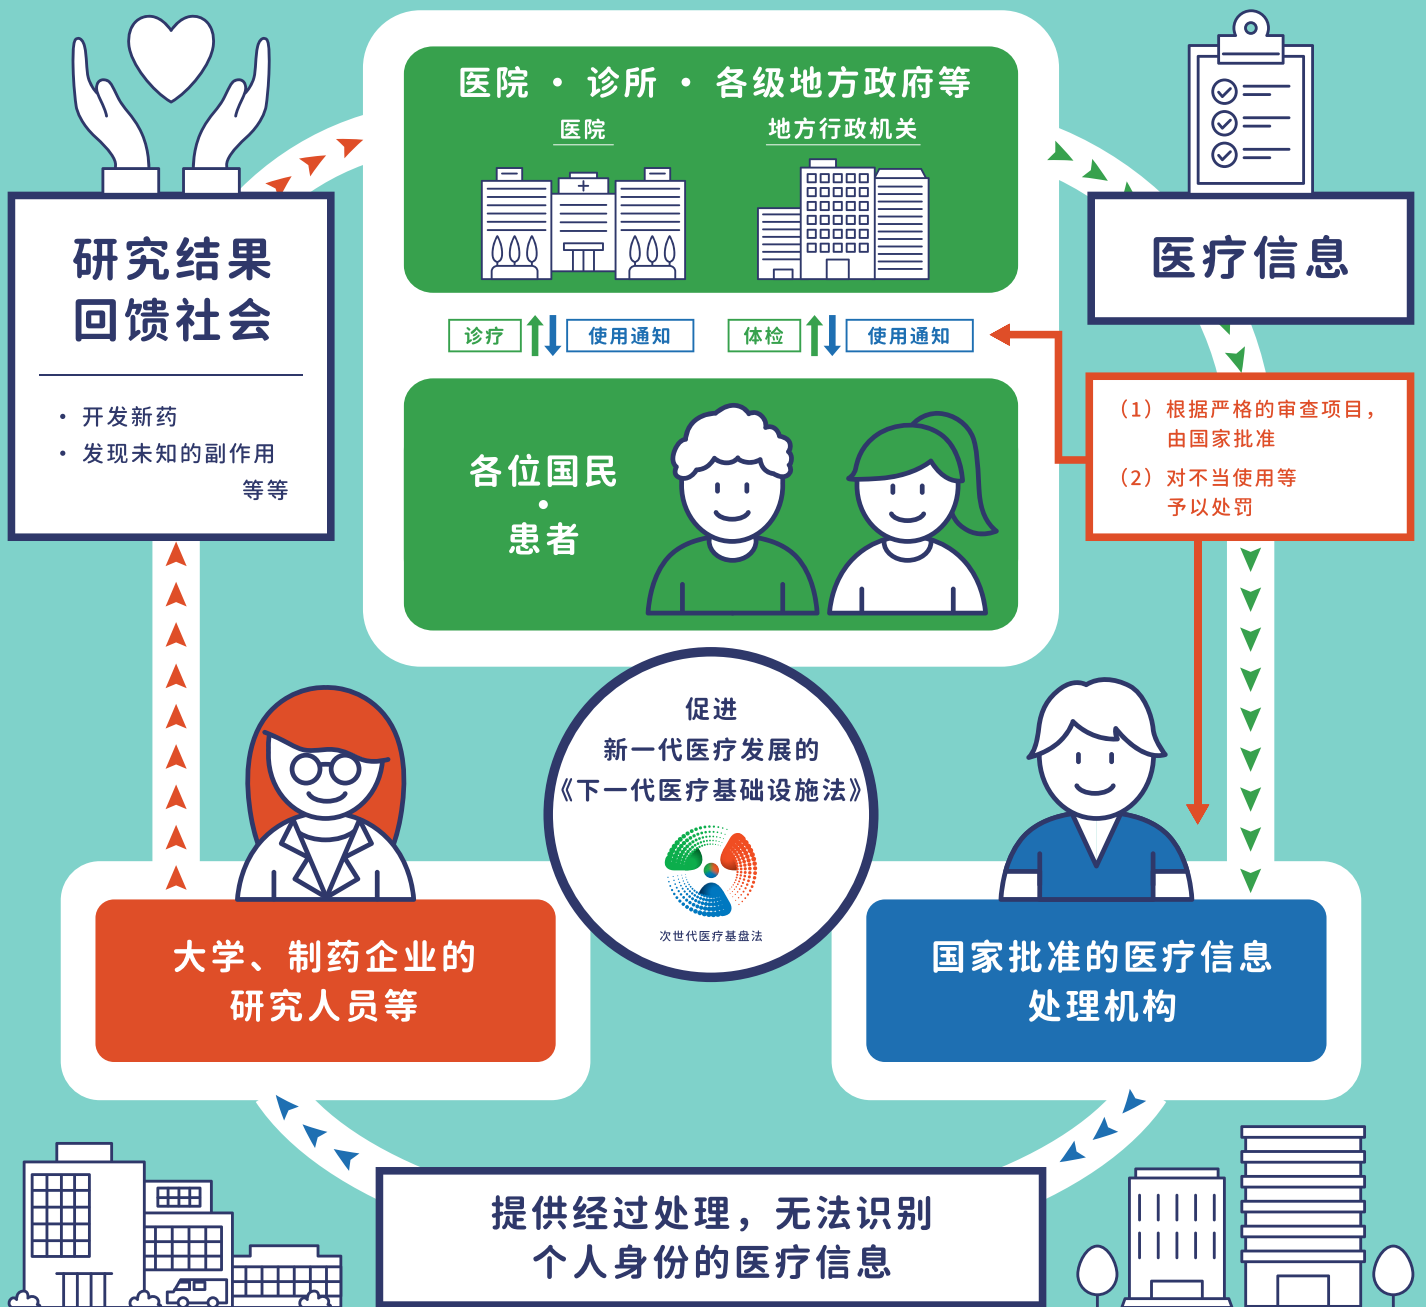 医院 · 诊所 · 各级地方政府等
医院
地方行政机关
诊疗
使用通知
体检
使用通知
各位国民
·
患者
医疗信息
（1）根据严格的审查项目，
由国家批准
（2）对不当使用等
予以处罚
研究结果
回馈社会
· 开发新药
· 发现未知的副作用
等等
促进
新一代医疗发展的
《下一代医疗基础设施法》
次世代医疗基盘法
大学、制药企业的
研究人员等
国家批准的医疗信息
处理机构
提供经过处理，无法识别
个人身份的医疗信息